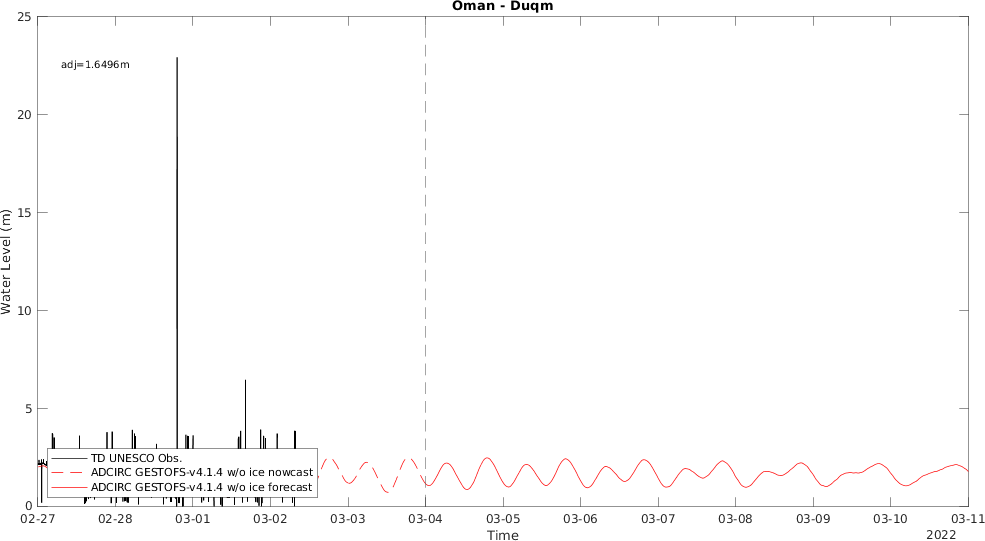 Oman - Duqm
25
adj=1.6496m
20
15
Water Level (m)
10
5
TD UNESCO Obs.
ADCIRC GESTOFS-v4.1.4 w/o ice nowcast
ADCIRC GESTOFS-v4.1.4 w/o ice forecast
0
02-27 02-28 03-01 03-02 03-03 03-04 03-05 03-06 03-07 03-08 03-09 03-10 03-11
Time
2022